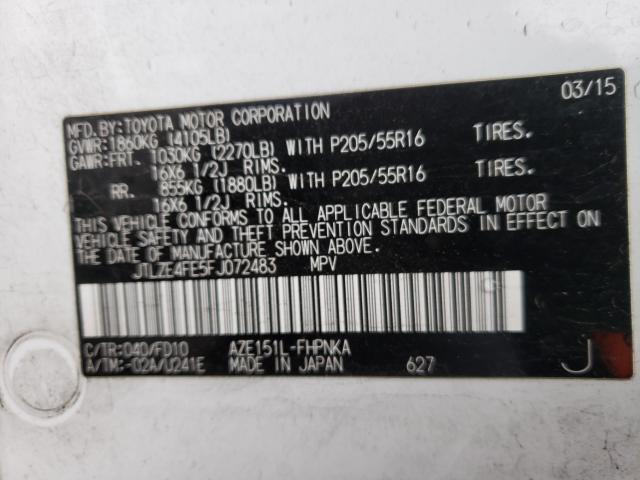 03/15
MFD. BY: TOYOTA MOTOR CORPORATION
GVWR: 1860KG (4105LB)
GAWR: FRT. 1030KG (2270LB) WITH P205/55R16 TIRES.
16X6 1/2J RIMS.
RR. 855KG (1880LB) WITH P205/55R16 TIRES.
16X6 1/2J RIMS.
THIS VEHICLE CONFORMS TO ALL APPLICABLE FEDERAL MOTOR
VEHICLE SAFETY AND THEFT PREVENTION STANDARDS IN EFFECT ON
THE DATE OF MANUFACTURE SHOWN ABOVE.
JTLZE4FE5FJ072483 MPV
C/TR: 040/FD10 AZE151L-FHPNKA
A/TM: -02A/U241E MADE IN JAPAN 627 J